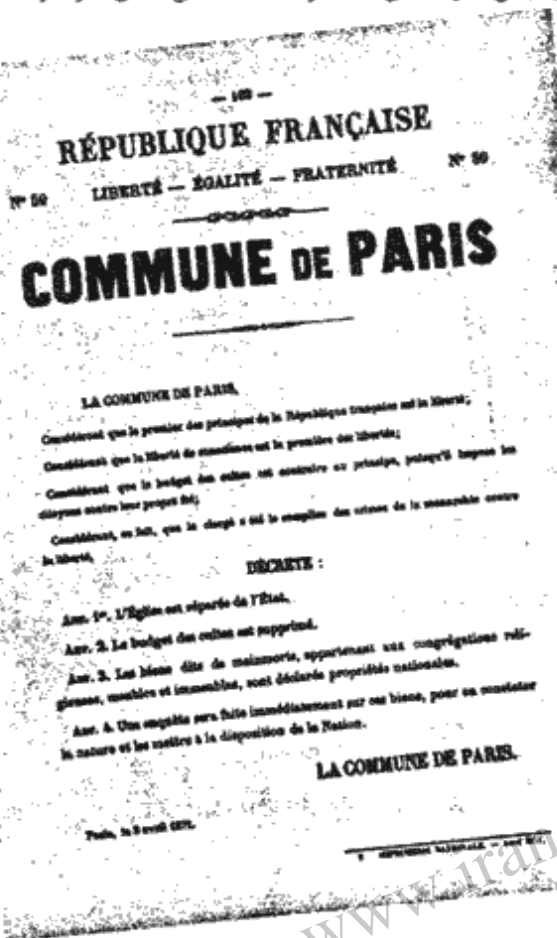 RÉPUBLIQUE FRANÇAISE
Nº 50 LIBERTÉ — ÉGALITÉ — FRATERNITÉ Nº 50
COMMUNE DE PARIS
LA COMMUNE DE PARIS,
Considérant que le premier des principes de la République française est la liberté;
Considérant que la liberté de conscience est la première des libertés;
Considérant que le budget des cultes est contraire au principe, puisqu'il impose les
citoyens contre leur propre foi;
Considérant, en fait, que le clergé a été le complice des crimes de la monarchie contre
la liberté,
DÉCRÈTE :
Art. 1er. L'Église est séparée de l'État.
Art. 2. Le budget des cultes est supprimé.
Art. 3. Les biens dits de mainmorte, appartenant aux congrégations reli-
gieuses, meubles et immeubles, sont déclarés propriétés nationales.
Art. 4. Une enquête sera faite immédiatement sur ces biens, pour en constater
la nature et les mettre à la disposition de la Nation.
LA COMMUNE DE PARIS.
Paris, le avril 1871.
IMPRIMERIE NATIONALE. —
www.iran